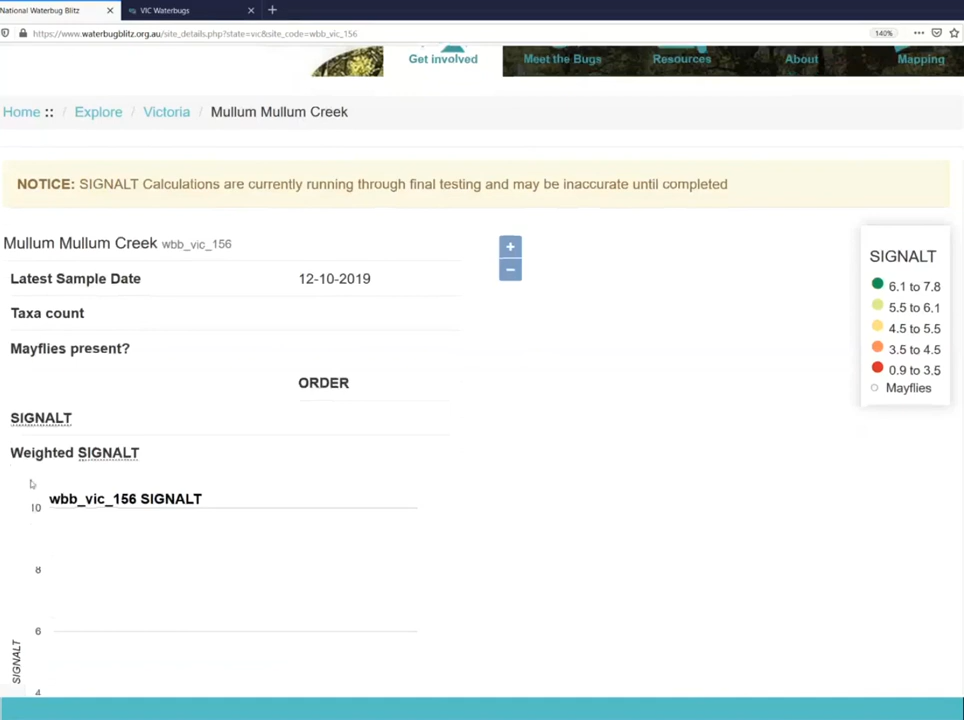 National Waterbug Blitz
VIC Waterbugs
https://www.waterbugblitz.org.au/site_details.php?state=vic&site_code=wbb_vic_156
140%
Get involved
Meet the Bugs
Resources
About
Mapping
Home :: / Explore / Victoria / Mullum Mullum Creek
NOTICE: SIGNALT Calculations are currently running through final testing and may be inaccurate until completed
Mullum Mullum Creek wbb_vic_156
Latest Sample Date 12-10-2019
Taxa count
Mayflies present?
ORDER
SIGNALT
Weighted SIGNALT
wbb_vic_156 SIGNALT
10
8
6
4
SIGNALT
+
−
SIGNALT
6.1 to 7.8
5.5 to 6.1
4.5 to 5.5
3.5 to 4.5
0.9 to 3.5
Mayflies